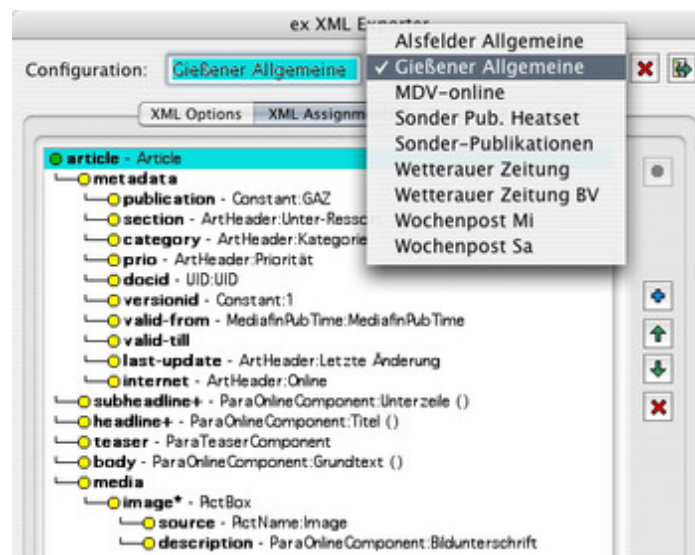 ex XML Exporter
Configuration: Gießener Allgemeine
Alsfelder Allgemeine
✓ Gießener Allgemeine
MDV-online
Sonder Pub. Heatset
Sonder-Publikationen
Wetterauer Zeitung
Wetterauer Zeitung BV
Wochenpost Mi
Wochenpost Sa
XML Options XML Assignm
article - Article
metadata
publication - Constant:GAZ
section - ArtHeader:Unter-Ressort
category - ArtHeader:Kategorie
prio - ArtHeader:Priorität
docid - UID:UID
versionid - Constant:1
valid-from - MediafinPubTime:MediafinPubTime
valid-till
last-update - ArtHeader:Letzte Änderung
internet - ArtHeader:Online
subheadline+ - ParaOnlineComponent:Unterzeile ()
headline+ - ParaOnlineComponent:Titel ()
teaser - ParaTeaserComponent
body - ParaOnlineComponent:Grundtext ()
media
image* - PictBox
source - PictName:Image
description - ParaOnlineComponent:Bildunterschrift